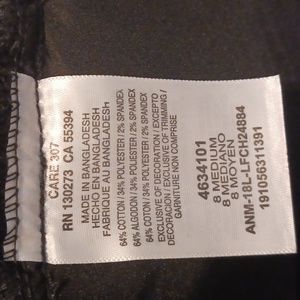 CARE 307
RN 130273 CA 55394
MADE IN BANGLADESH
HECHO EN BANGLADESH
FABRIQUE AU BANGLADESH
64% COTTON / 34% POLYESTER / 2% SPANDEX
64% ALGODON / 34% POLYESTER / 2% SPANDEX
64% COTON / 34% POLYESTER / 2% SPANDEX
EXCLUSIVE OF DECORATION / EXCEPTO
DECORACION / EXCLUSIVE DE TRIMMING /
GARNITURE NON COMPRISE
4634101
8 MEDIUM
8 MEDIANO
8 MOYEN
ANM-18L-LFCH24884
191056311391